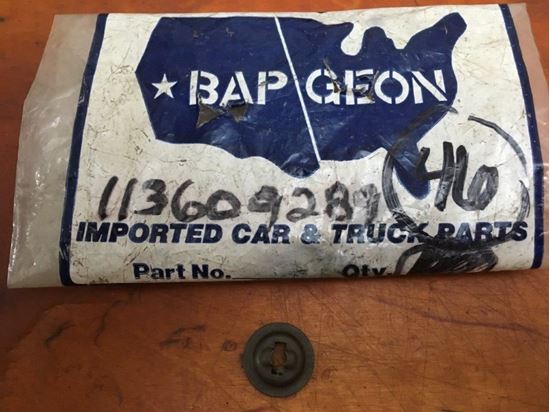 BAP GEON
113609289
46
IMPORTED CAR & TRUCK PARTS
Part No. Qty.